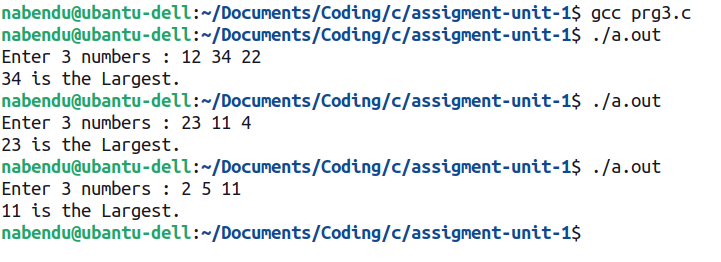 nabendu@ubantu-dell:~/Documents/Coding/c/assigment-unit-1$ gcc prg3.c
nabendu@ubantu-dell:~/Documents/Coding/c/assigment-unit-1$ ./a.out
Enter 3 numbers : 12 34 22
34 is the Largest.
nabendu@ubantu-dell:~/Documents/Coding/c/assigment-unit-1$ ./a.out
Enter 3 numbers : 23 11 4
23 is the Largest.
nabendu@ubantu-dell:~/Documents/Coding/c/assigment-unit-1$ ./a.out
Enter 3 numbers : 2 5 11
11 is the Largest.
nabendu@ubantu-dell:~/Documents/Coding/c/assigment-unit-1$